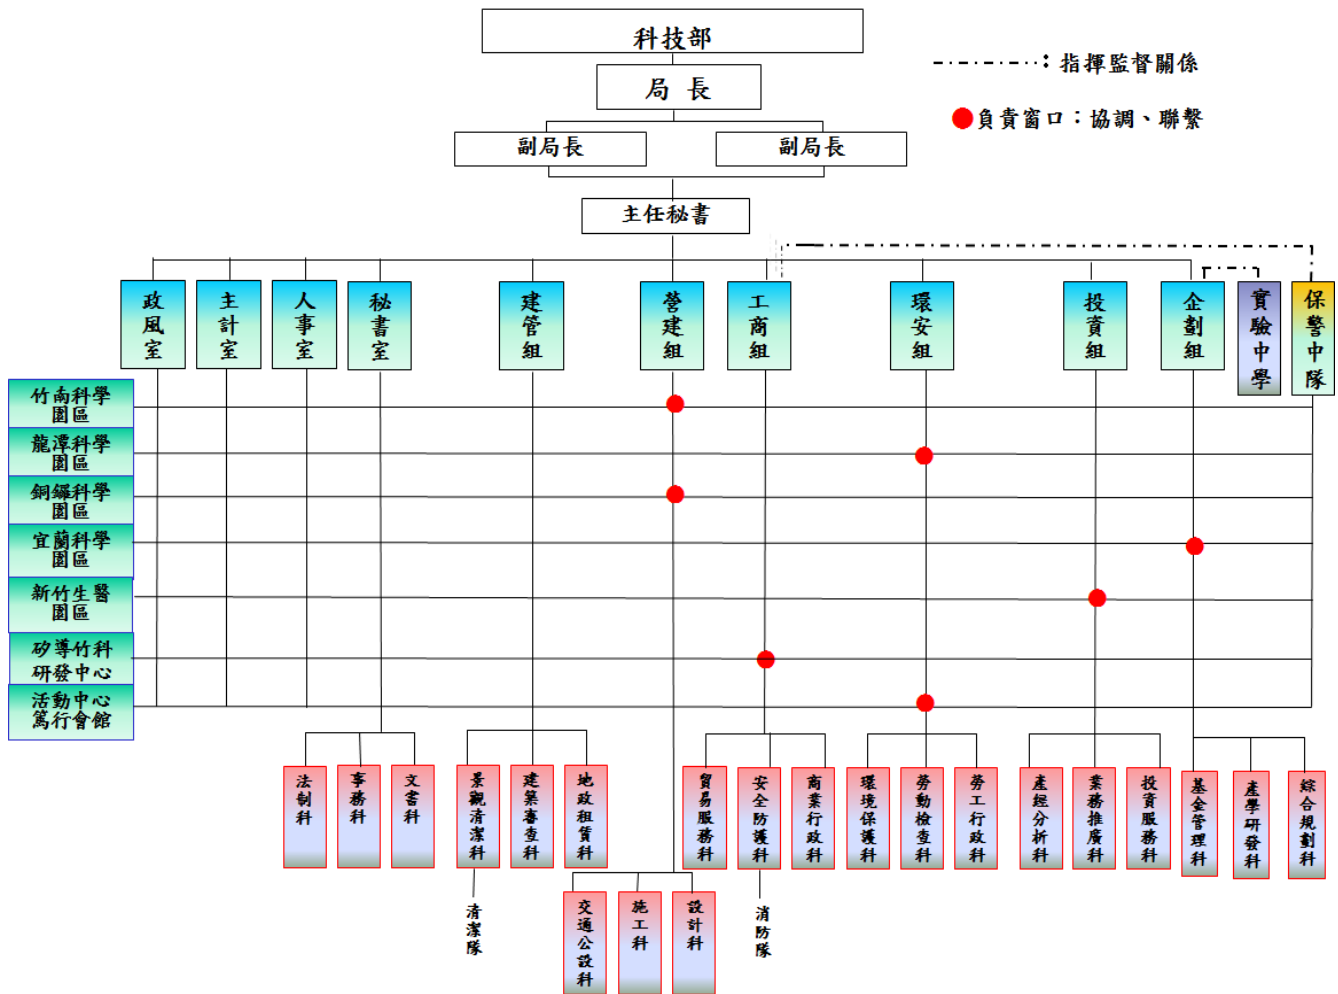 科技部
局 長
副局長
副局長
主任秘書
：指揮監督關係
負責窗口：協調、聯繫
政風室
主計室
人事室
秘書室
建管組
營建組
工商組
環安組
投資組
企劃組
實驗中學
保警中隊
竹南科學
園區
龍潭科學
園區
銅鑼科學
園區
宜蘭科學
園區
新竹生醫
園區
矽導竹科
研發中心
活動中心
篤行會館
法制科
事務科
文書科
景觀清潔科
建築審查科
地政租賃科
貿易服務科
安全防護科
商業行政科
環境保護科
勞動檢查科
勞工行政科
產經分析科
業務推廣科
投資服務科
基金管理科
產學研發科
綜合規劃科
清潔隊
交通公設科
施工科
設計科
消防隊